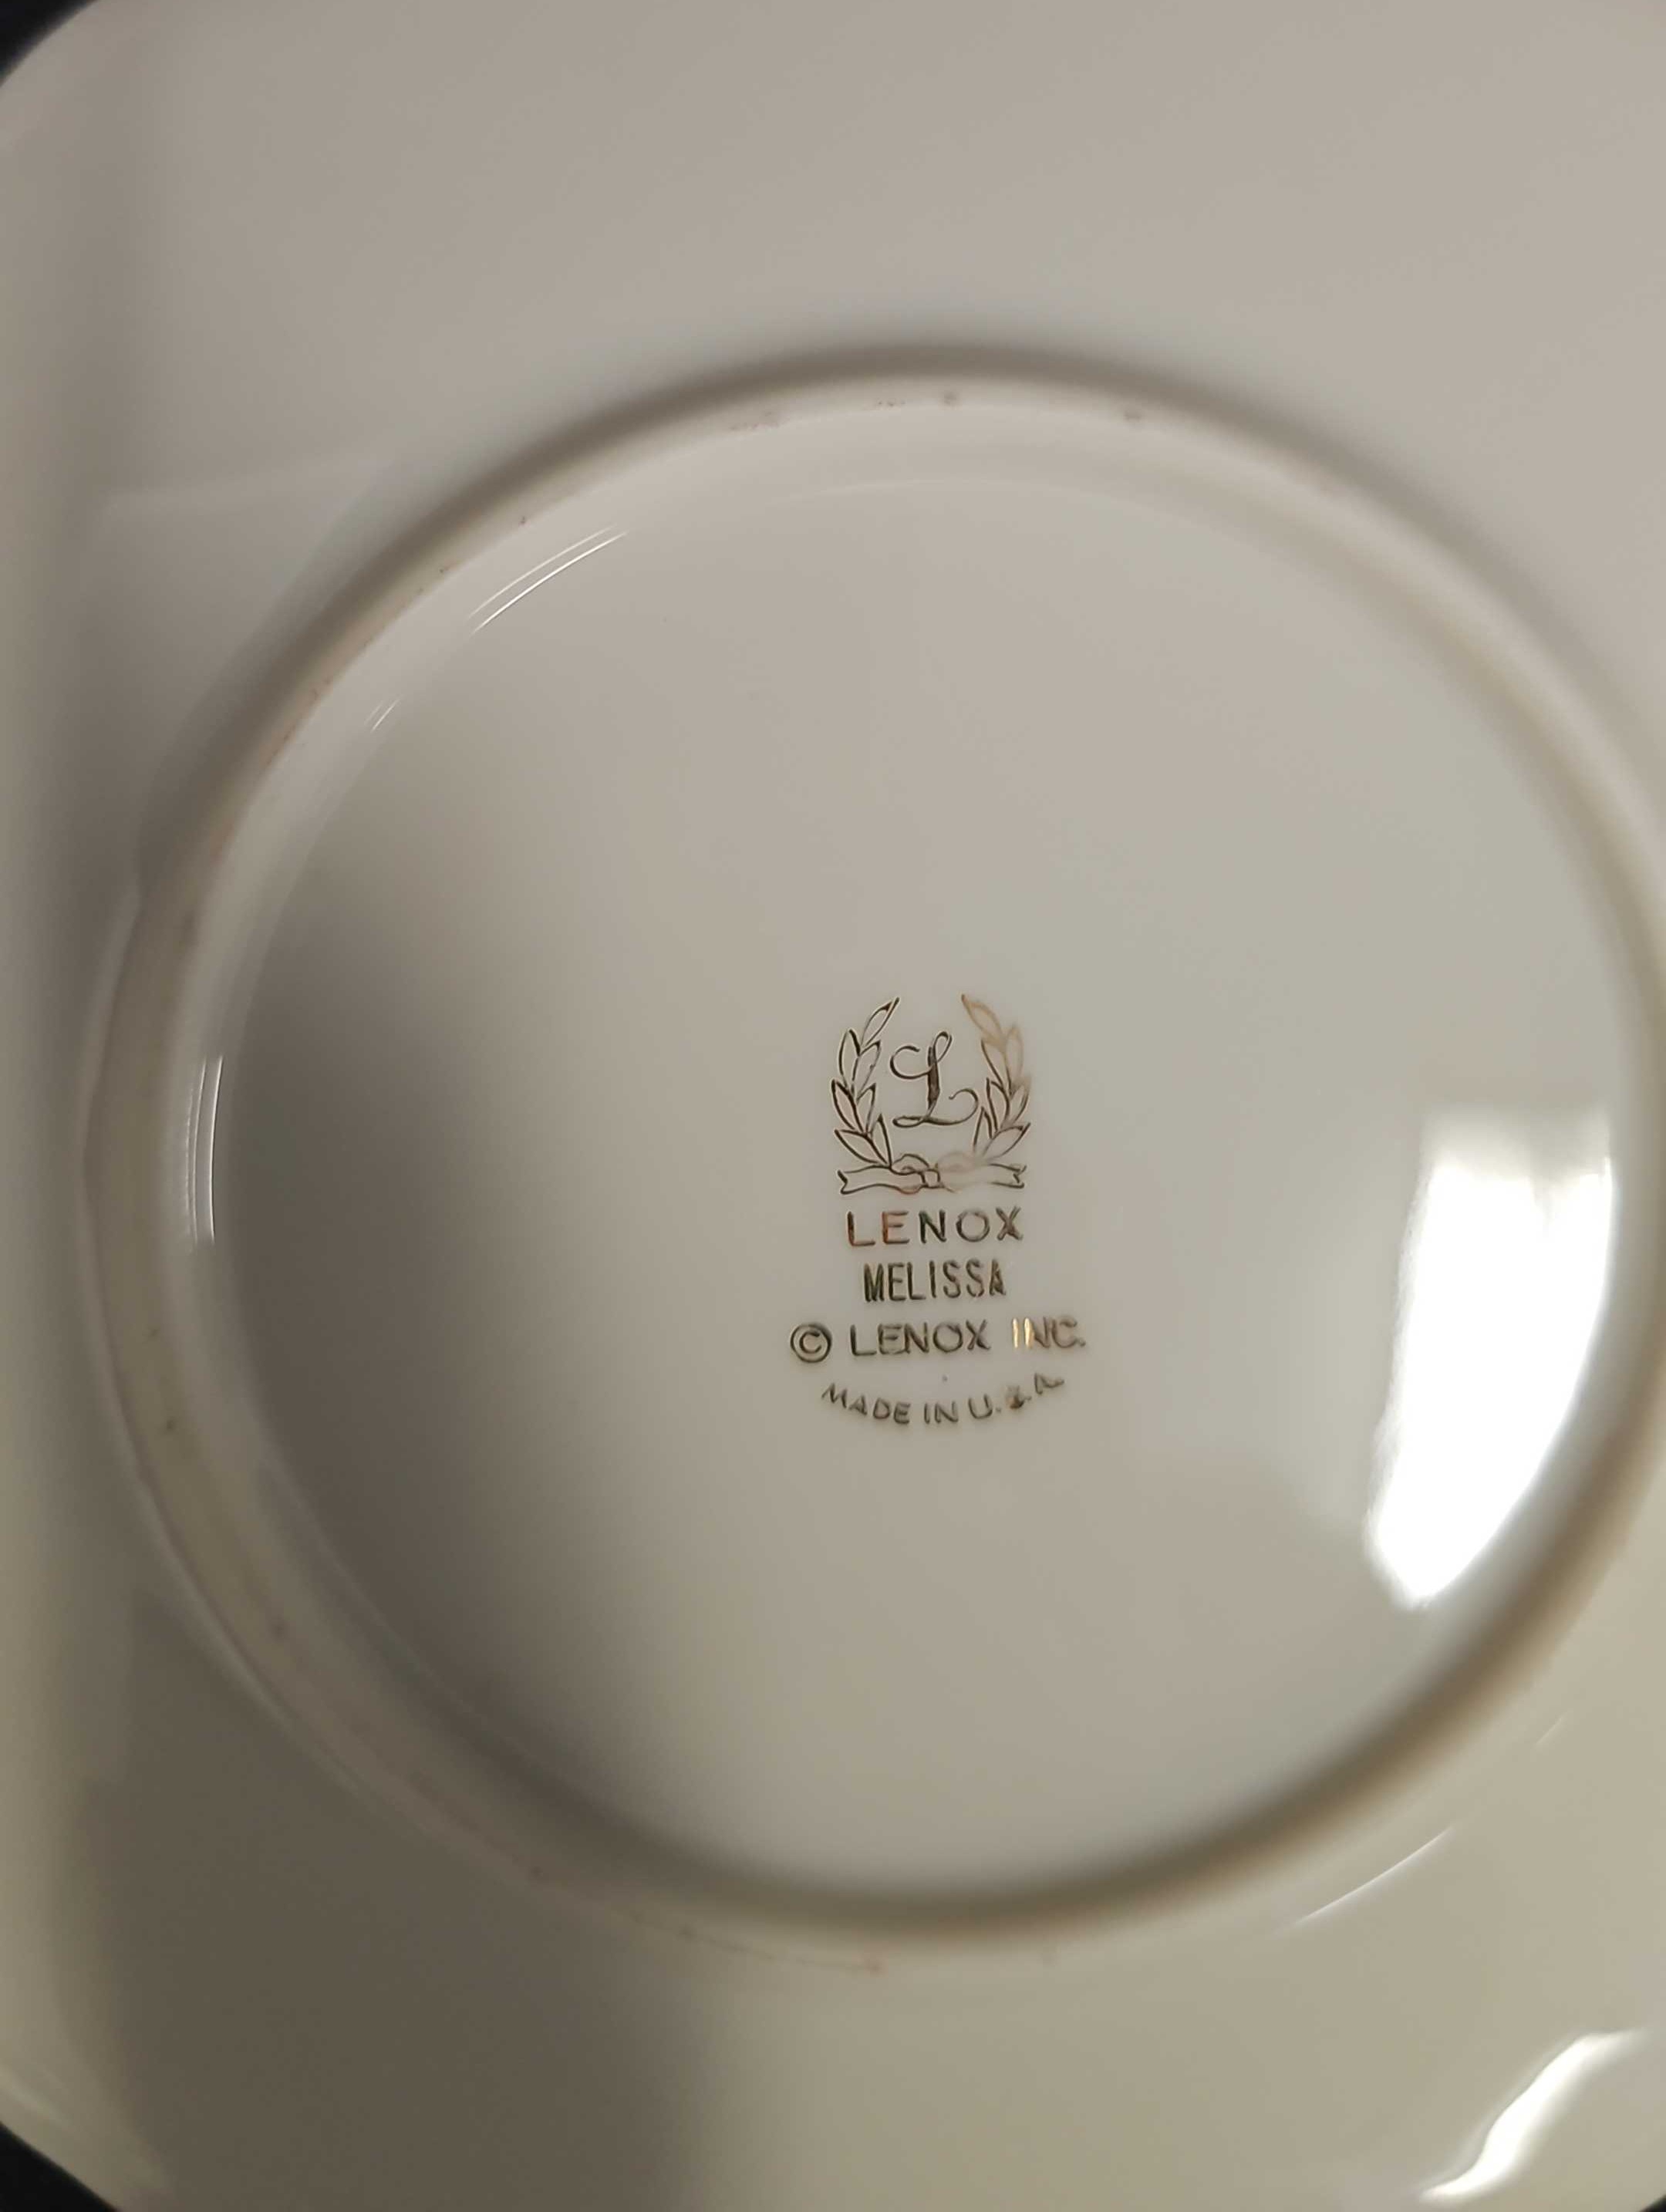 L
LENOX
MELISSA
© LENOX INC.
MADE IN U.S.A.